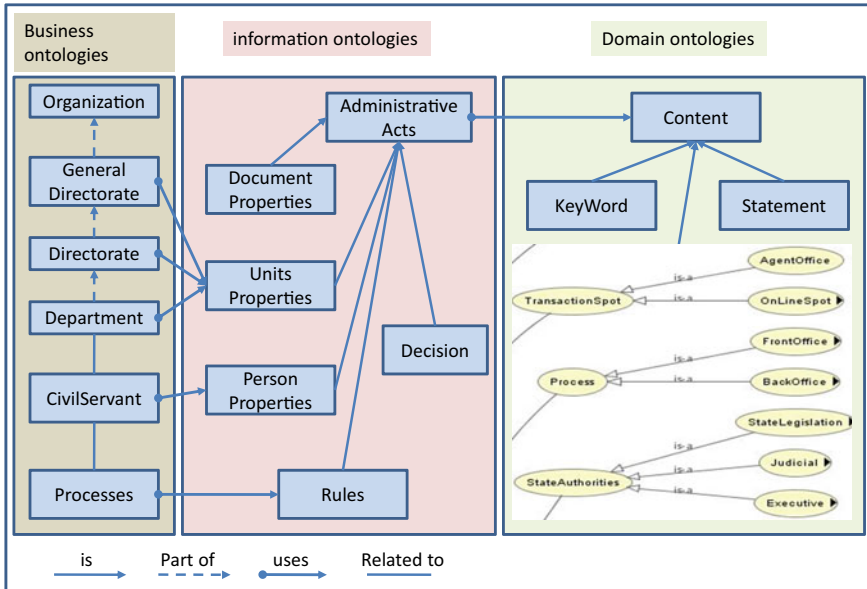 Business
ontologies
information ontologies
Domain ontologies
Organization
General
Directorate
Directorate
Department
CivilServant
Processes
Administrative
Acts
Document
Properties
Units
Properties
Person
Properties
Decision
Rules
Content
KeyWord
Statement
AgentOffice
is-a
TransactionSpot
is-a
OnLineSpot
FrontOffice
is-a
Process
is-a
BackOffice
StateLegislation
is-a
Judicial
StateAuthorities
is-a
is-a
Executive
is
Part of
uses
Related to